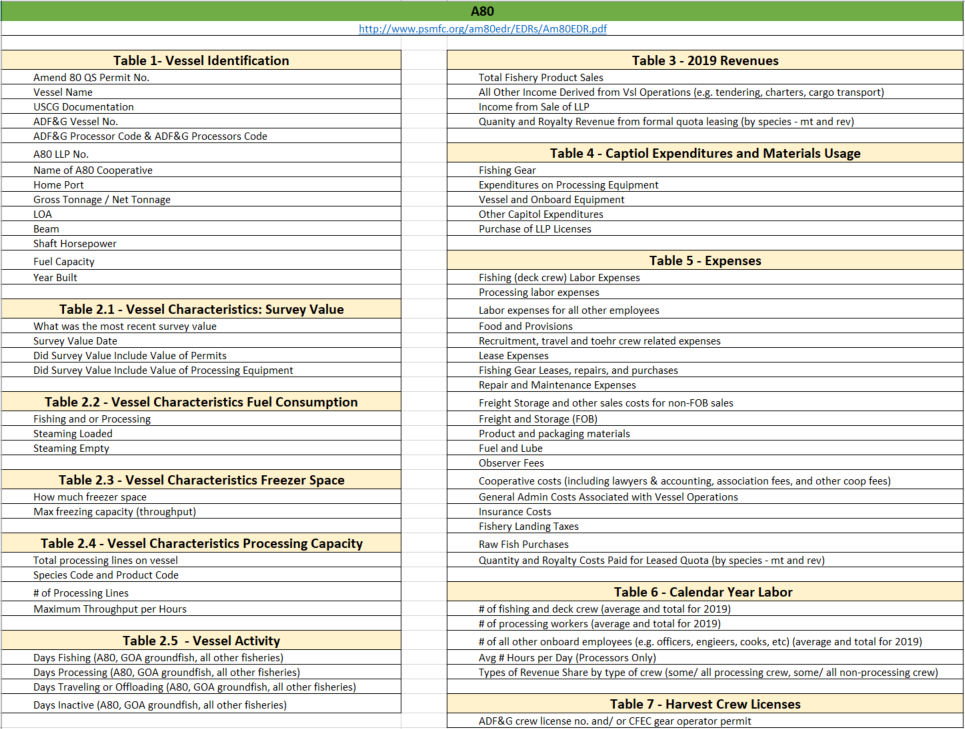 A80
http://www.psmfc.org/am80edr/EDRs/Am80EDR.pdf
Table 1- Vessel Identification
Amend 80 QS Permit No.
Vessel Name
USCG Documentation
ADF&G Vessel No.
ADF&G Processor Code & ADF&G Processors Code
A80 LLP No.
Name of A80 Cooperative
Home Port
Gross Tonnage / Net Tonnage
LOA
Beam
Shaft Horsepower
Fuel Capacity
Year Built
Table 2.1 - Vessel Characteristics: Survey Value
What was the most recent survey value
Survey Value Date
Did Survey Value Include Value of Permits
Did Survey Value Include Value of Processing Equipment
Table 2.2 - Vessel Characteristics Fuel Consumption
Fishing and or Processing
Steaming Loaded
Steaming Empty
Table 2.3 - Vessel Characteristics Freezer Space
How much freezer space
Max freezing capacity (throughput)
Table 2.4 - Vessel Characteristics Processing Capacity
Total processing lines on vessel
Species Code and Product Code
# of Processing Lines
Maximum Throughput per Hours
Table 2.5  - Vessel Activity
Days Fishing (A80, GOA groundfish, all other fisheries)
Days Processing (A80, GOA groundfish, all other fisheries)
Days Traveling or Offloading (A80, GOA groundfish, all other fisheries)
Days Inactive (A80, GOA groundfish, all other fisheries)
Table 3 - 2019 Revenues
Total Fishery Product Sales
All Other Income Derived from Vsl Operations (e.g. tendering, charters, cargo transport)
Income from Sale of LLP
Quanity and Royalty Revenue from formal quota leasing (by species - mt and rev)
Table 4 - Captiol Expenditures and Materials Usage
Fishing Gear
Expenditures on Processing Equipment
Vessel and Onboard Equipment
Other Capitol Expenditures
Purchase of LLP Licenses
Table 5 - Expenses
Fishing (deck crew) Labor Expenses
Processing labor expenses
Labor expenses for all other employees
Food and Provisions
Recruitment, travel and toehr crew related expenses
Lease Expenses
Fishing Gear Leases, repairs, and purchases
Repair and Maintenance Expenses
Freight Storage and other sales costs for non-FOB sales
Freight and Storage (FOB)
Product and packaging materials
Fuel and Lube
Observer Fees
Cooperative costs (including lawyers & accounting, association fees, and other coop fees)
General Admin Costs Associated with Vessel Operations
Insurance Costs
Fishery Landing Taxes
Raw Fish Purchases
Quantity and Royalty Costs Paid for Leased Quota (by species - mt and rev)
Table 6 - Calendar Year Labor
# of fishing and deck crew (average and total for 2019)
# of processing workers (average and total for 2019)
# of all other onboard employees (e.g. officers, engieers, cooks, etc) (average and total for 2019)
Avg # Hours per Day (Processors Only)
Types of Revenue Share by type of crew (some/ all processing crew, some/ all non-processing crew)
Table 7 - Harvest Crew Licenses
ADF&G crew license no. and/ or CFEC gear operator permit